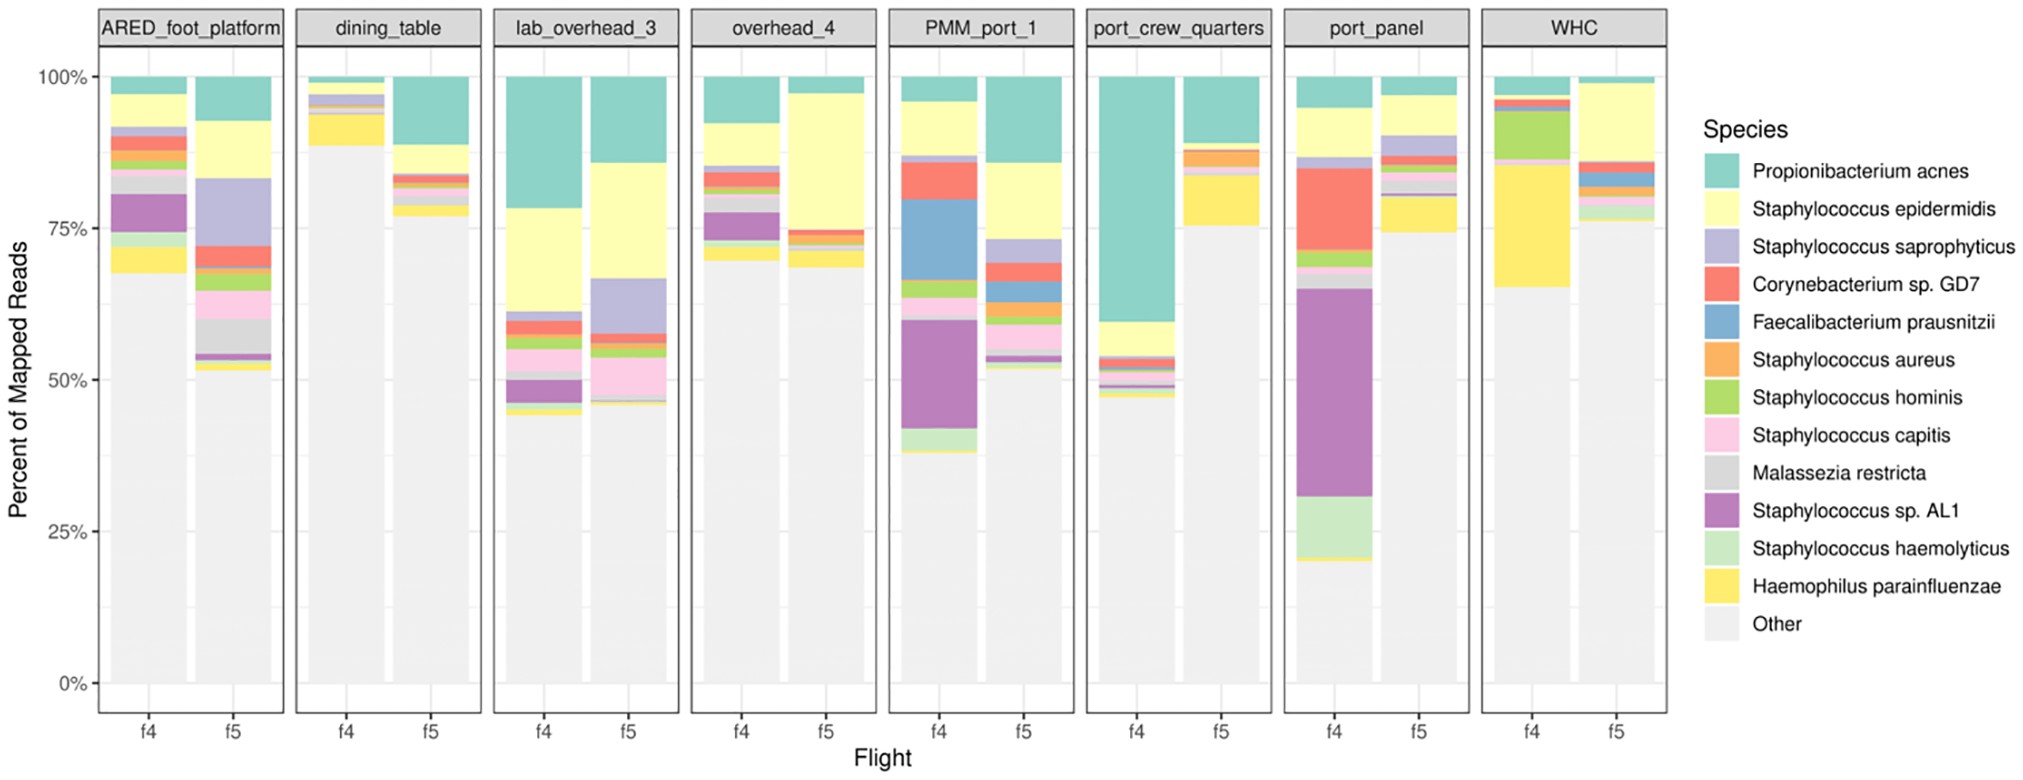 ARED_foot_platform dining_table lab_overhead_3 overhead_4 PMM_port_1 port_crew_quarters port_panel WHC
Percent of Mapped Reads
100%
75%
50%
25%
0%
f4 f5 f4 f5 f4 f5 f4 f5 f4 f5 f4 f5 f4 f5 f4 f5
Flight
Species
Propionibacterium acnes
Staphylococcus epidermidis
Staphylococcus saprophyticus
Corynebacterium sp. GD7
Faecalibacterium prausnitzii
Staphylococcus aureus
Staphylococcus hominis
Staphylococcus capitis
Malassezia restricta
Staphylococcus sp. AL1
Staphylococcus haemolyticus
Haemophilus parainfluenzae
Other